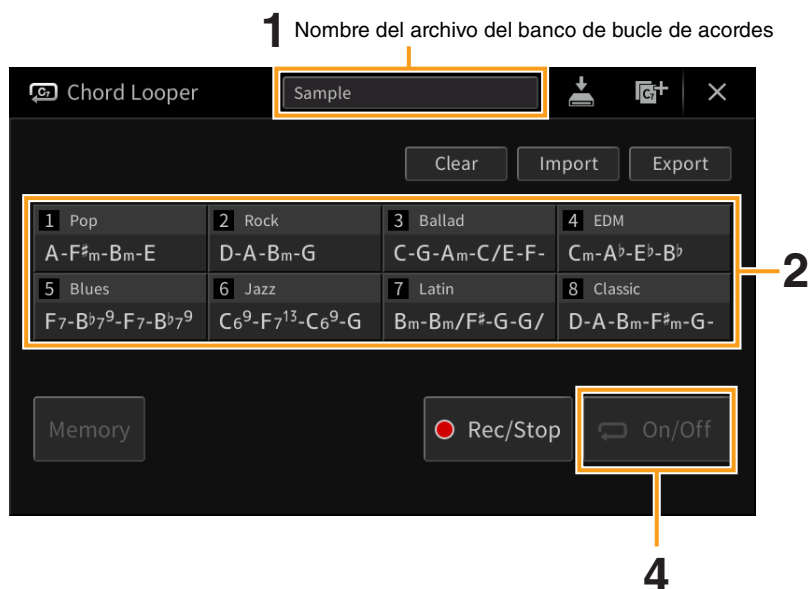 1 Nombre del archivo del banco de bucle de acordes
C7 Chord Looper Sample C7+ ×
Clear Import Export
1 Pop 2 Rock 3 Ballad 4 EDM
A-F♯m-Bm-E D-A-Bm-G C-G-Am-C/E-F- Cm-A♭-E♭-B♭
5 Blues 6 Jazz 7 Latin 8 Classic
F7-B♭7⁹-F7-B♭7⁹ C6⁹-F7¹³-C6⁹-G Bm-Bm/F♯-G-G/ D-A-Bm-F♯m-G-
2
Memory Rec/Stop On/Off
4